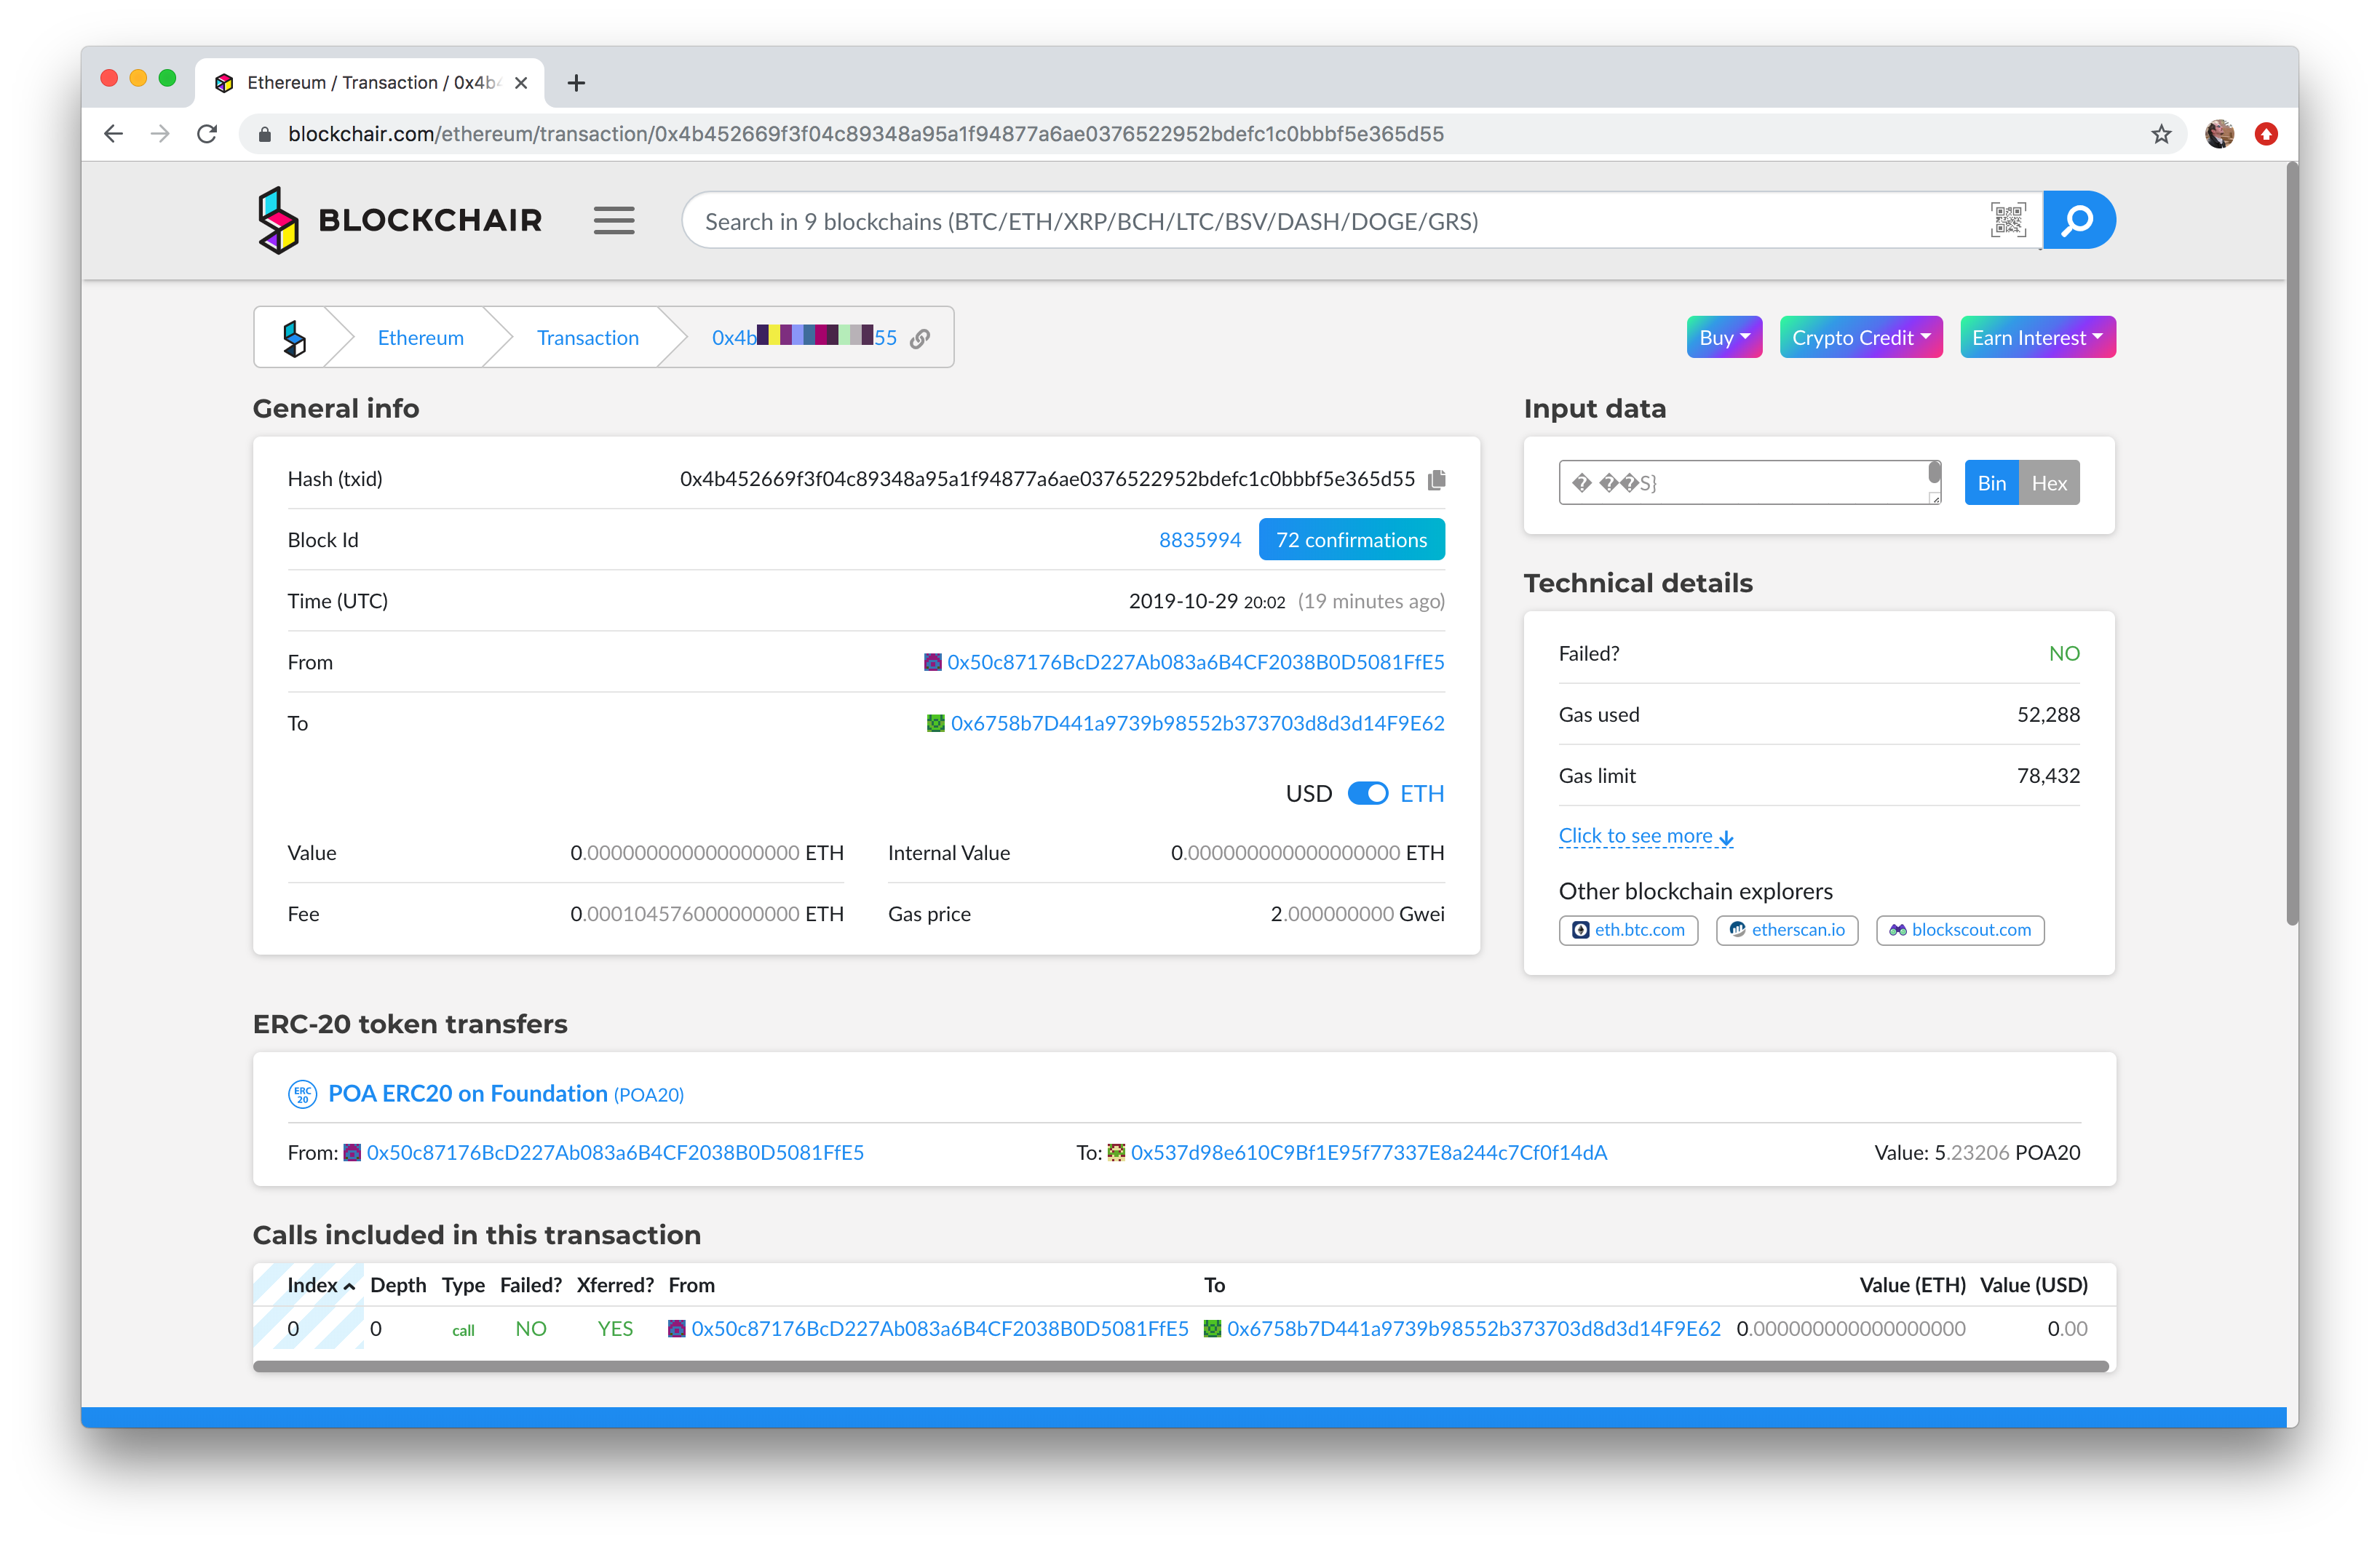 Ethereum / Transaction / 0x4b4
blockchair.com/ethereum/transaction/0x4b452669f3f04c89348a95a1f94877a6ae0376522952bdefc1c0bbbf5e365d55
BLOCKCHAIR
Search in 9 blockchains (BTC/ETH/XRP/BCH/LTC/BSV/DASH/DOGE/GRS)
Ethereum Transaction 0x4b 55
Buy Crypto Credit Earn Interest
General info
Hash (txid) 0x4b452669f3f04c89348a95a1f94877a6ae0376522952bdefc1c0bbbf5e365d55
Block Id 8835994 72 confirmations
Time (UTC) 2019-10-29 20:02 (19 minutes ago)
From 0x50c87176BcD227Ab083a6B4CF2038B0D5081FfE5
To 0x6758b7D441a9739b98552b373703d8d3d14F9E62
USD ETH
Value 0.000000000000000000 ETH Internal Value 0.000000000000000000 ETH
Fee 0.000104576000000000 ETH Gas price 2.000000000 Gwei
Input data
� ��S} Bin Hex
Technical details
Failed? NO
Gas used 52,288
Gas limit 78,432
Click to see more
Other blockchain explorers
eth.btc.com etherscan.io blockscout.com
ERC-20 token transfers
ERC 20 POA ERC20 on Foundation (POA20)
From: 0x50c87176BcD227Ab083a6B4CF2038B0D5081FfE5 To: 0x537d98e610C9Bf1E95f77337E8a244c7Cf0f14dA Value: 5.23206 POA20
Calls included in this transaction
Index Depth Type Failed? Xferred? From To Value (ETH) Value (USD)
0 0 call NO YES 0x50c87176BcD227Ab083a6B4CF2038B0D5081FfE5 0x6758b7D441a9739b98552b373703d8d3d14F9E62 0.000000000000000000 0.00